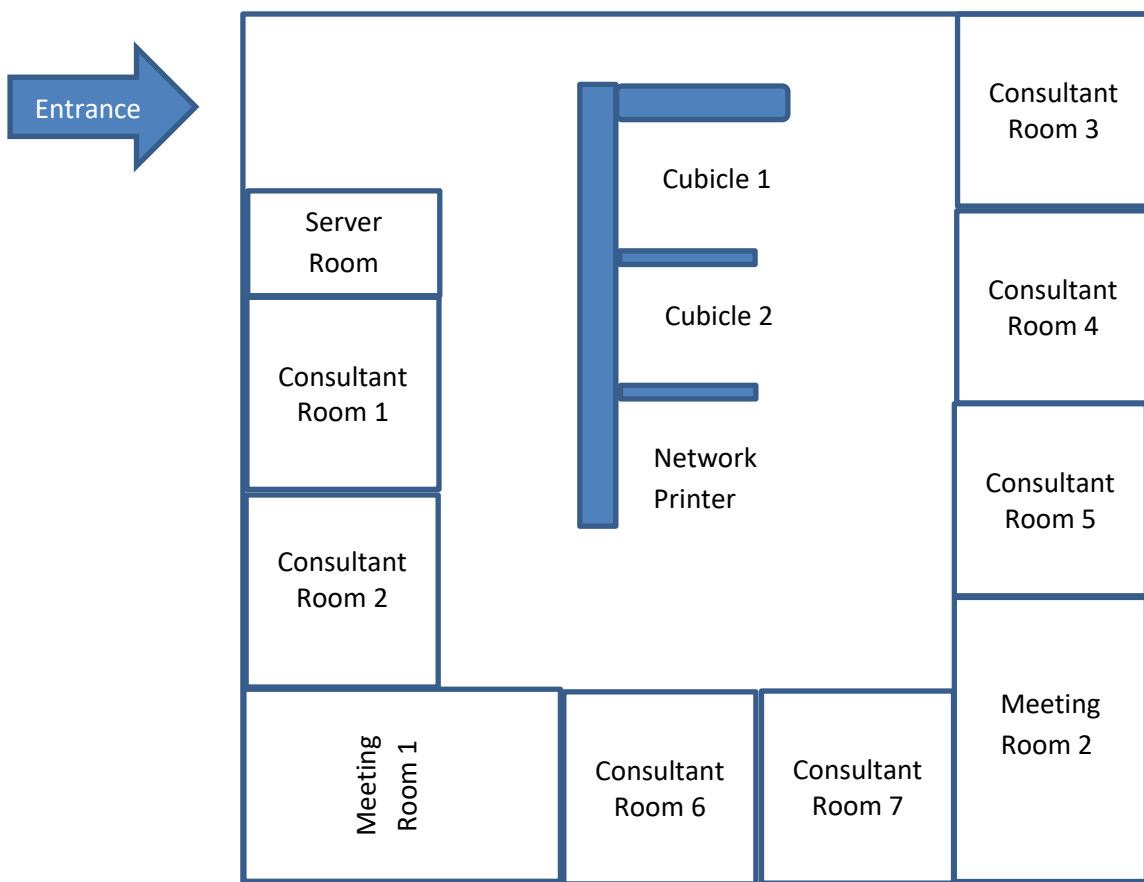 Entrance
Consultant
Room 3
Cubicle 1
Server
Room
Consultant
Room 4
Cubicle 2
Consultant
Room 1
Network
Printer
Consultant
Room 5
Consultant
Room 2
Meeting
Room 1
Consultant
Room 6
Consultant
Room 7
Meeting
Room 2